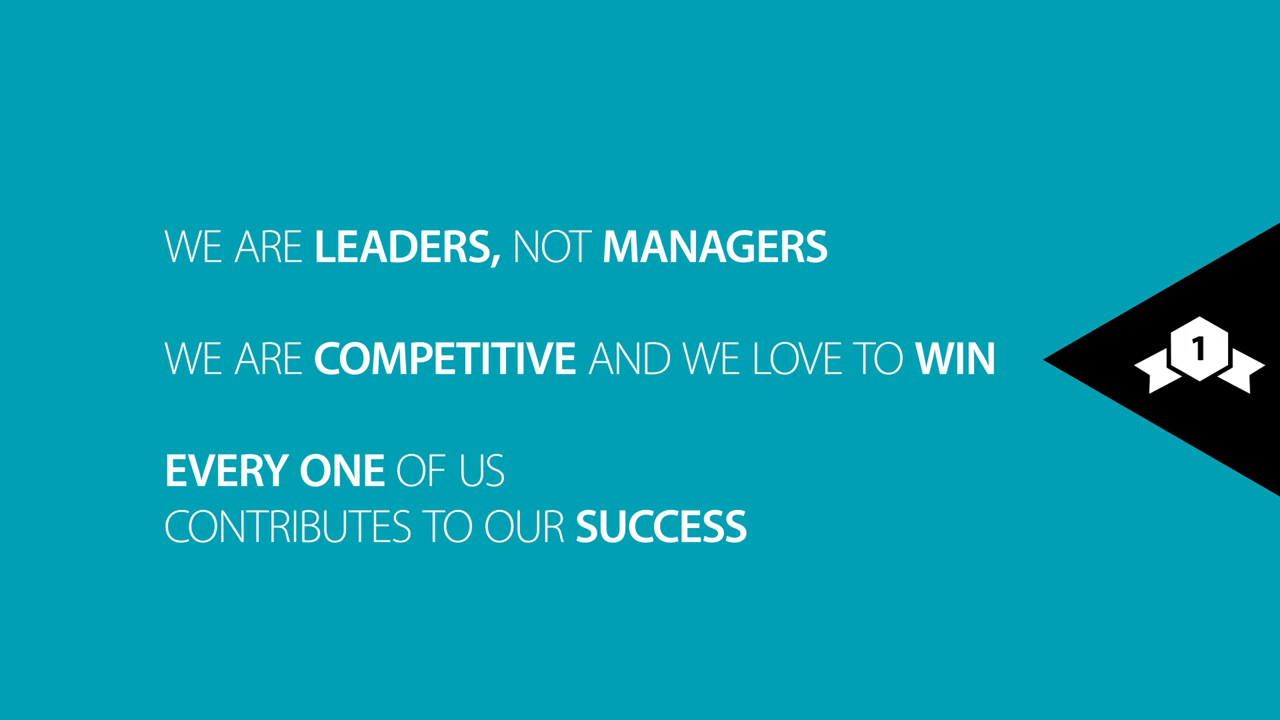 WE ARE LEADERS, NOT MANAGERS
WE ARE COMPETITIVE AND WE LOVE TO WIN
1
EVERY ONE OF US
CONTRIBUTES TO OUR SUCCESS